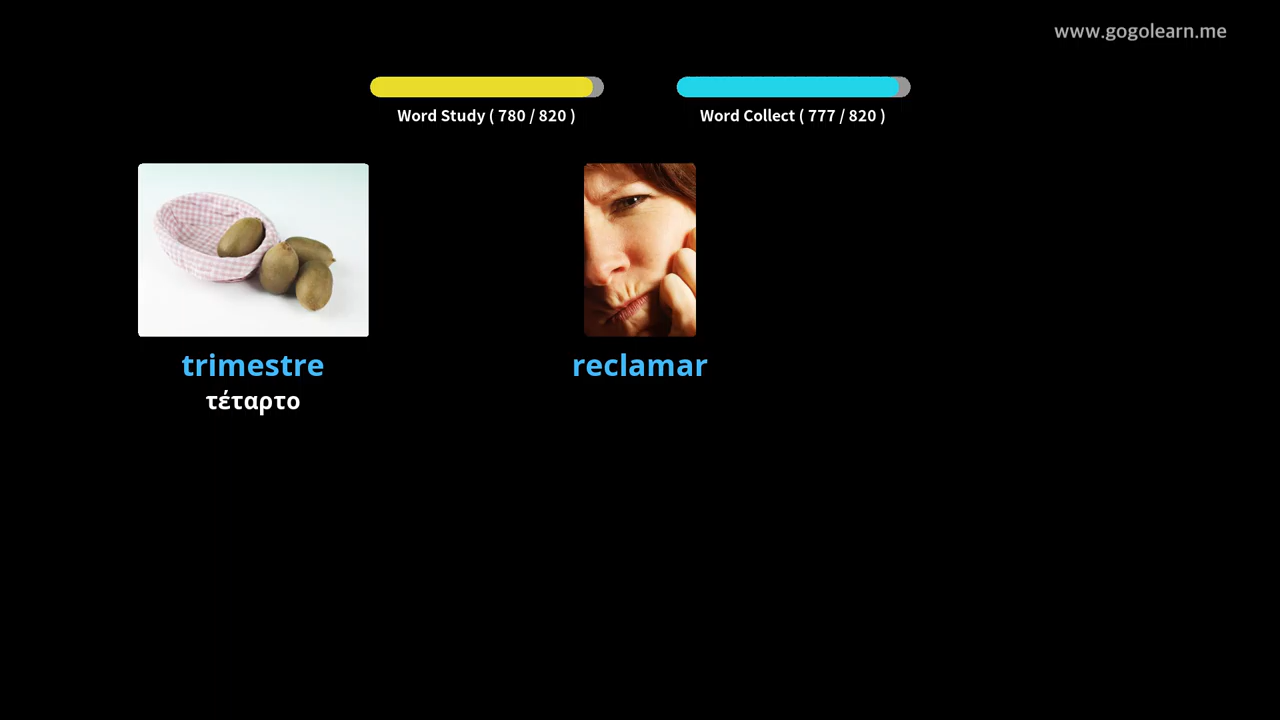 www.gogolearn.me
Word Study ( 780 / 820 )
Word Collect ( 777 / 820 )
trimestre
τέταρτο
reclamar